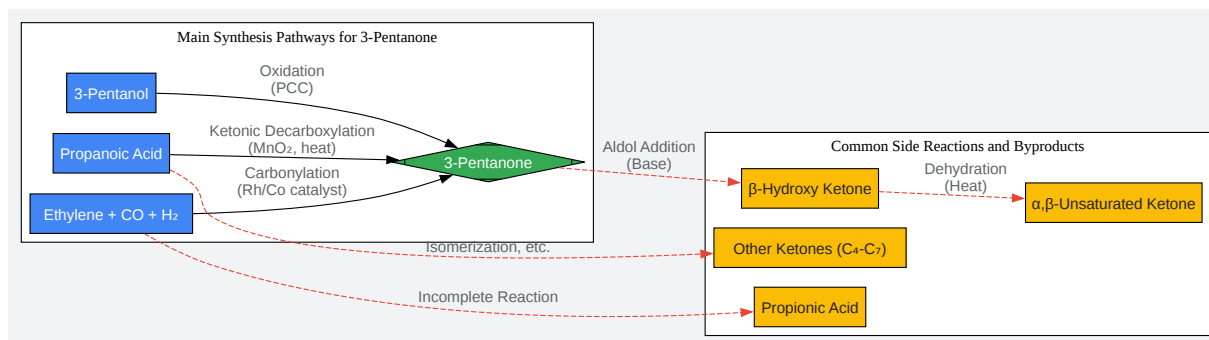 Main Synthesis Pathways for 3-Pentanone
3-Pentanol
Oxidation
(PCC)
Propanoic Acid
Ketonic Decarboxylation
(MnO₂, heat)
3-Pentanone
Carbonylation
(Rh/Co catalyst)
Ethylene + CO + H₂
Aldol Addition
(Base)
Isomerization, etc.
Incomplete Reaction
Common Side Reactions and Byproducts
β-Hydroxy Ketone
Dehydration
(Heat)
α,β-Unsaturated Ketone
Other Ketones (C₄-C₇)
Propionic Acid